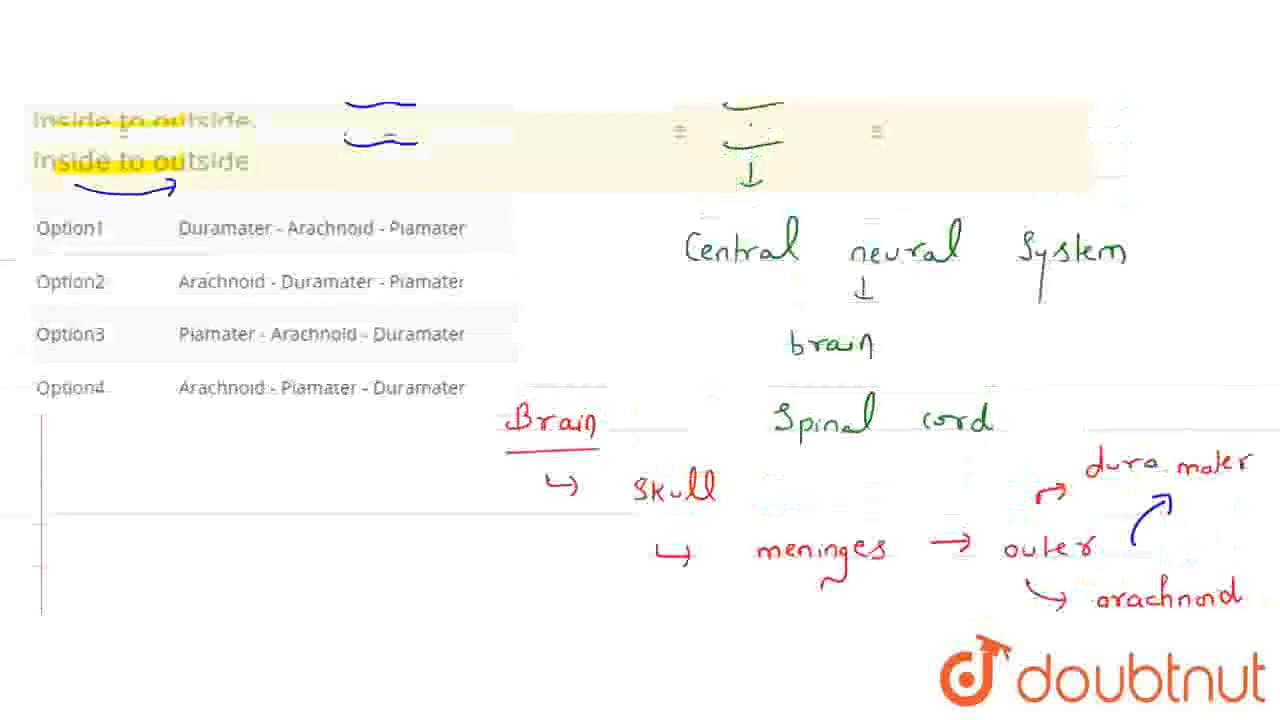 Inside to outside.
Inside to outside
Option1 Duramater - Arachnoid - Piamater
Option2 Arachnoid - Duramater - Piamater
Option3 Piamater - Arachnoid - Duramater
Option4 Arachnoid - Piamater - Duramater
Central neural System
↓
brain
Spinal cord
Brain
↳ Skull
↳ meninges → outer
dura mater
arachnoid
doubtnut